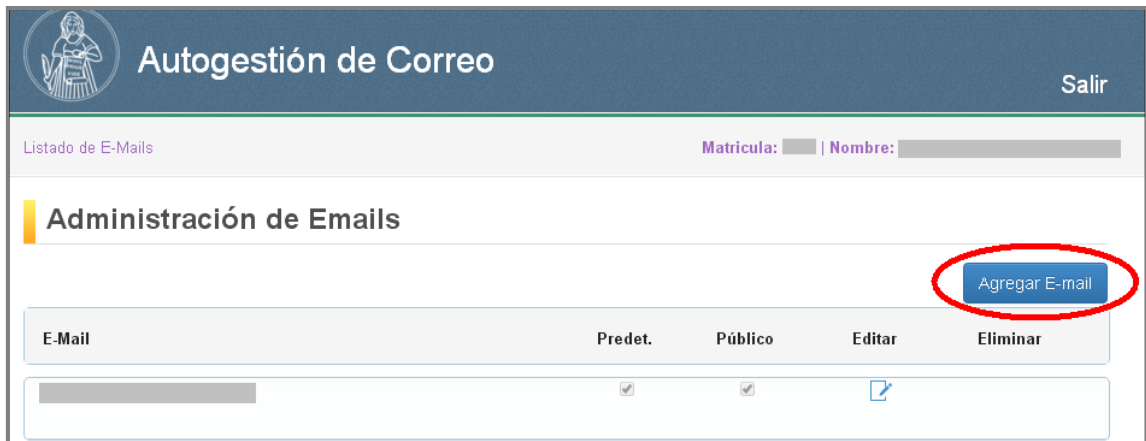 Autogestión de Correo
Salir
Listado de E-Mails
Matricula: | Nombre:
Administración de Emails
Agregar E-mail
E-Mail Predet. Público Editar Eliminar